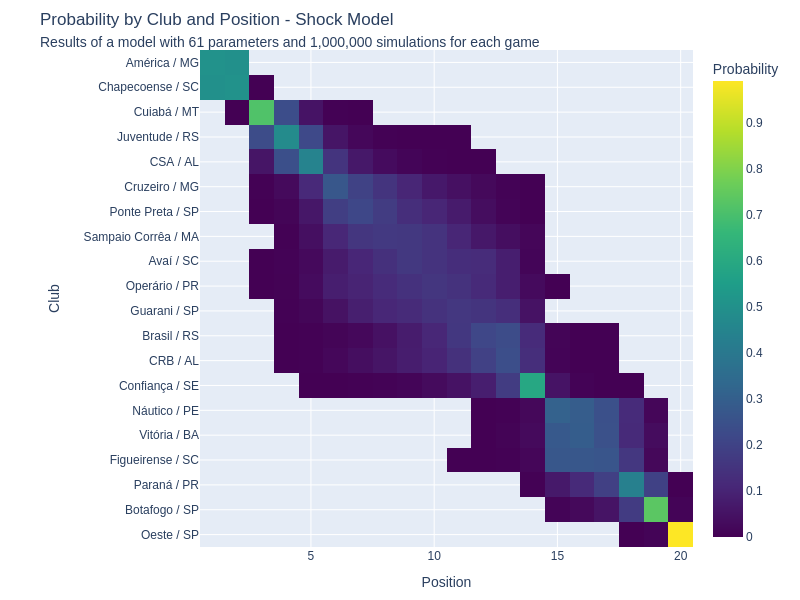 Probability by Club and Position - Shock Model
Results of a model with 61 parameters and 1,000,000 simulations for each game
Probability
América / MG
Chapecoense / SC
Cuiabá / MT
Juventude / RS
CSA / AL
Cruzeiro / MG
Ponte Preta / SP
Sampaio Corrêa / MA
Avaí / SC
Operário / PR
Guarani / SP
Brasil / RS
CRB / AL
Confiança / SE
Náutico / PE
Vitória / BA
Figueirense / SC
Paraná / PR
Botafogo / SP
Oeste / SP
Club
5
10
15
20
Position
0.9
0.8
0.7
0.6
0.5
0.4
0.3
0.2
0.1
0